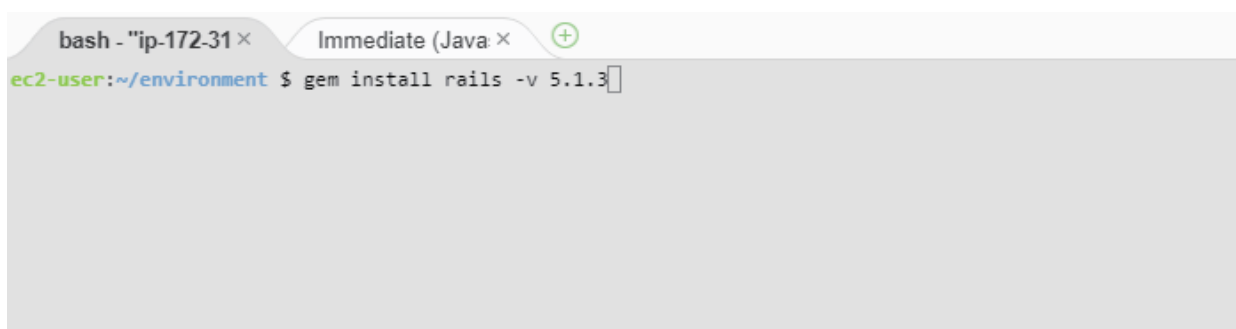 bash - "ip-172-31 × Immediate (Java: ×
ec2-user:~/environment $ gem install rails -v 5.1.3